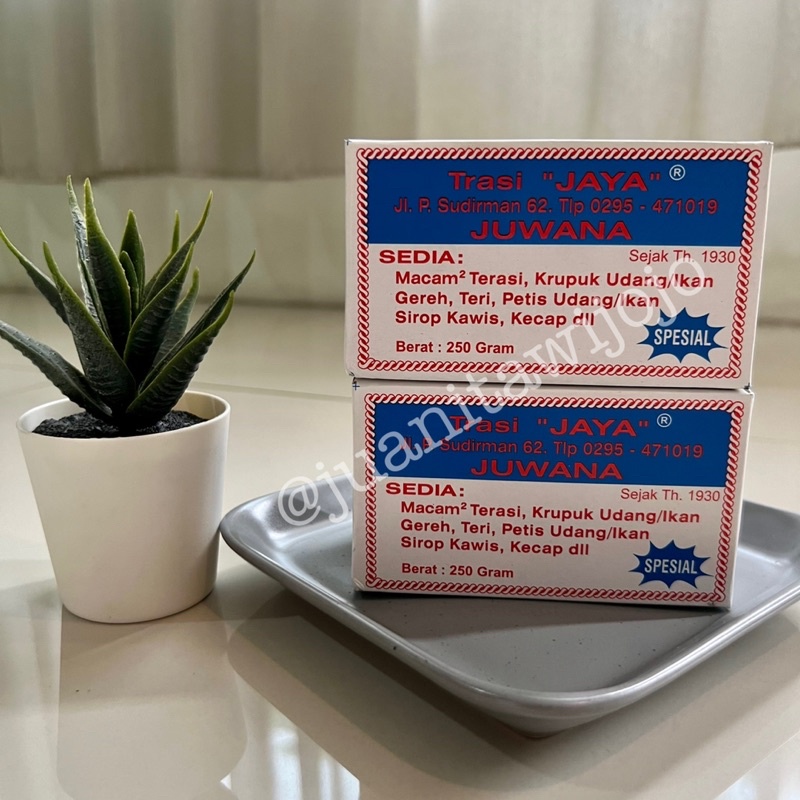 Trasi "JAYA" ®
Jl. P. Sudirman 62. Tlp 0295 - 471019
JUWANA
SEDIA:
Sejak Th. 1930
Macam² Terasi, Krupuk Udang/Ikan
Gereh, Teri, Petis Udang/Ikan
Sirop Kawis, Kecap dll
Berat : 250 Gram
SPESIAL
Trasi "JAYA" ®
Jl. P. Sudirman 62. Tlp 0295 - 471019
JUWANA
SEDIA:
Sejak Th. 1930
Macam² Terasi, Krupuk Udang/Ikan
Gereh, Teri, Petis Udang/Ikan
Sirop Kawis, Kecap dll
Berat : 250 Gram
SPESIAL
@juanitawijojo